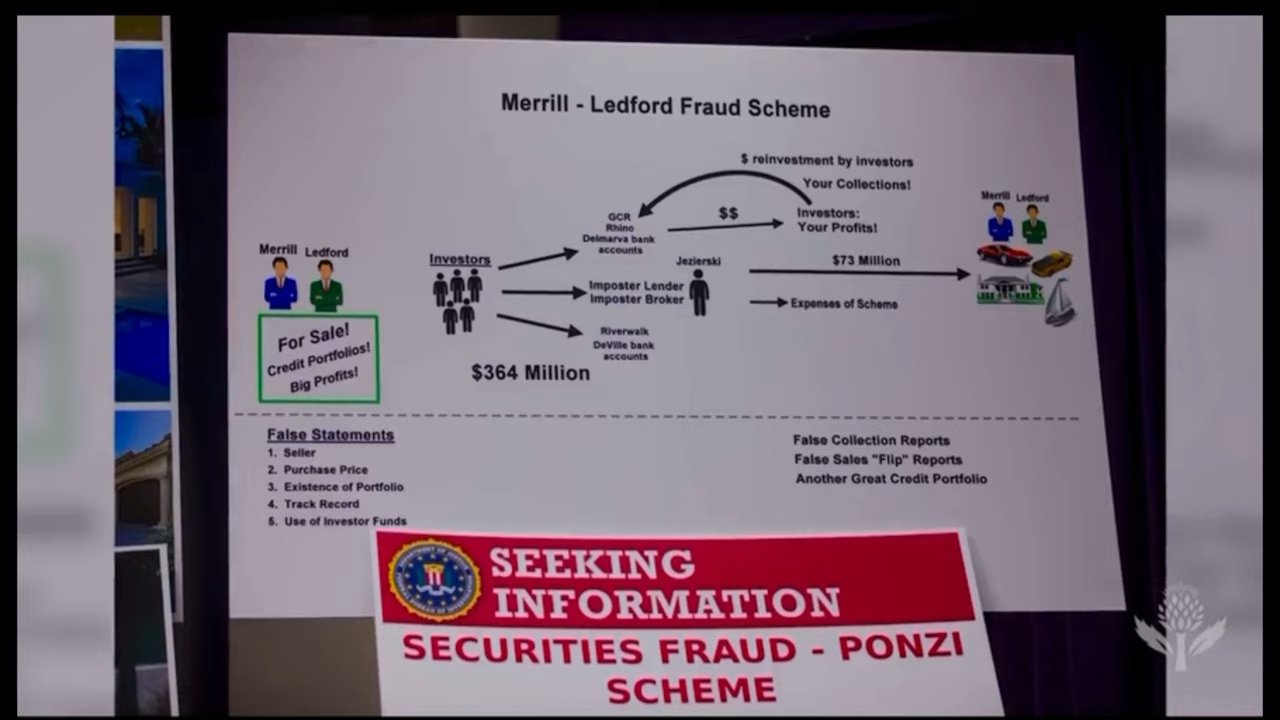 Merrill - Ledford Fraud Scheme
$ reinvestment by investors
Your Collections!
Merrill Ledford
GCR
Rhino
Delmarva bank
accounts
$$
Investors:
Your Profits!
Merrill Ledford
Investors
Jezierski
$73 Million
Imposter Lender
Imposter Broker
Expenses of Scheme
For Sale!
Credit Portfolios!
Big Profits!
Riverwalk
DeVille bank
accounts
$364 Million
False Statements
1. Seller
2. Purchase Price
3. Existence of Portfolio
4. Track Record
5. Use of Investor Funds
False Collection Reports
False Sales "Flip" Reports
Another Great Credit Portfolio
SEEKING
INFORMATION
SECURITIES FRAUD - PONZI
SCHEME